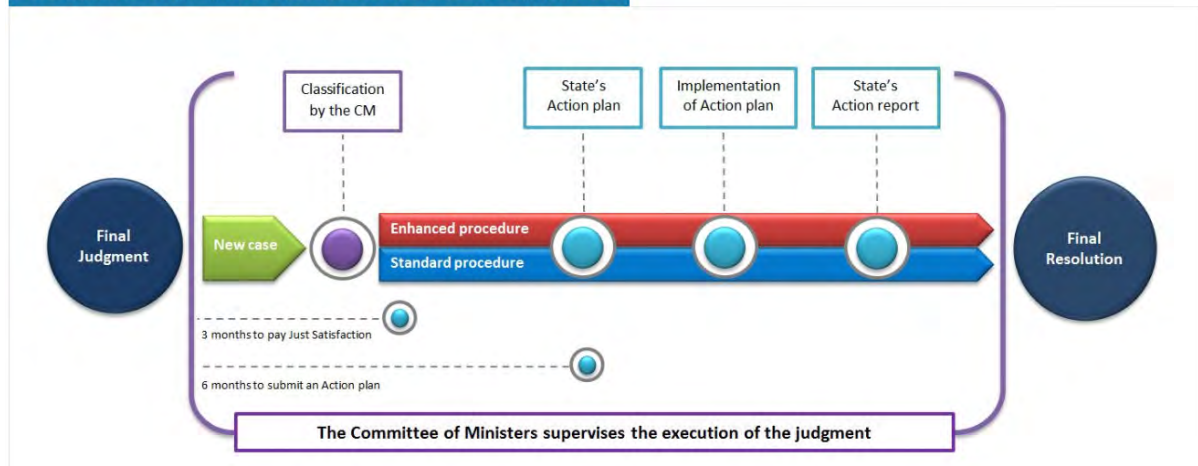 Classification
by the CM
State's
Action plan
Implementation
of Action plan
State's
Action report
Final
Judgment
New case
Enhanced procedure
Standard procedure
Final
Resolution
3 months to pay Just Satisfaction
6 months to submit an Action plan
The Committee of Ministers supervises the execution of the judgment